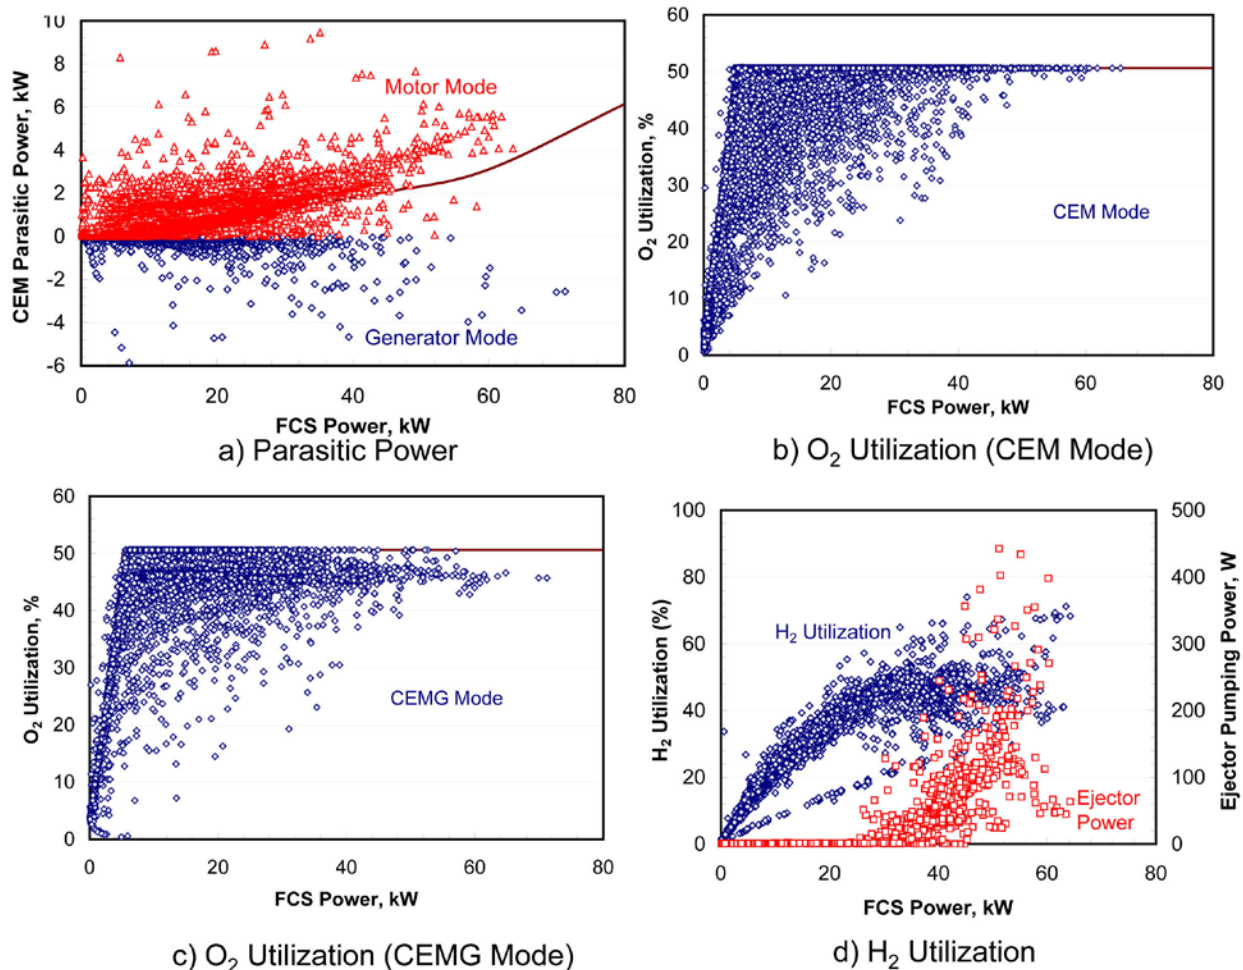 10
8
6
4
2
0
-2
-4
-6
CEM Parasitic Power, kW
Motor Mode
Generator Mode
0 20 40 60 80
FCS Power, kW
a) Parasitic Power
60
50
40
30
20
10
0
O2 Utilization, %
CEM Mode
0 20 40 60 80
FCS Power, kW
b) O2 Utilization (CEM Mode)
60
50
40
30
20
10
0
O2 Utilization, %
CEMG Mode
0 20 40 60 80
FCS Power, kW
c) O2 Utilization (CEMG Mode)
100
80
60
40
20
0
H2 Utilization (%)
H2 Utilization
Ejector
Power
500
400
300
200
100
0
Ejector Pumping Power, W
0 20 40 60 80
FCS Power, kW
d) H2 Utilization